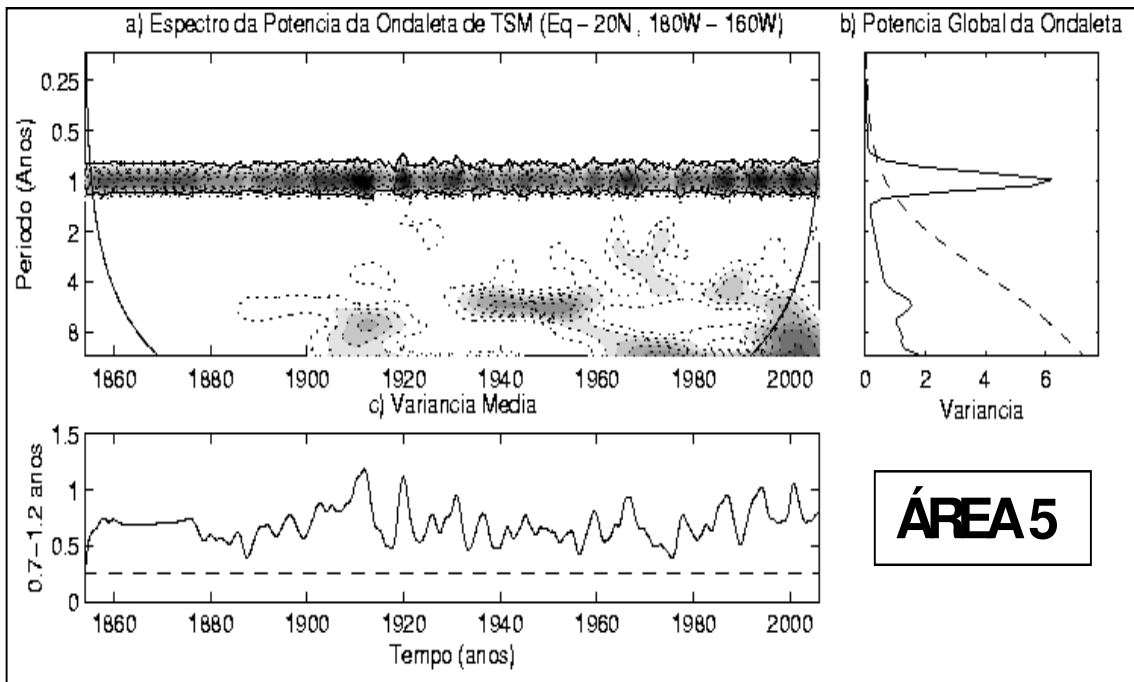 a) Espectro da Potencia da Ondaleta de TSM (Eq – 20N , 180W – 160W)
b) Potencia Global da Ondaleta
Periodo (Anos)
0.25
0.5
1
2
4
8
1860 1880 1900 1920 1940 1960 1980 2000
0 2 4 6
Variancia
c) Variancia Media
0.7–1.2 anos
1.5
1
0.5
0
1860 1880 1900 1920 1940 1960 1980 2000
Tempo (anos)
ÁREA 5